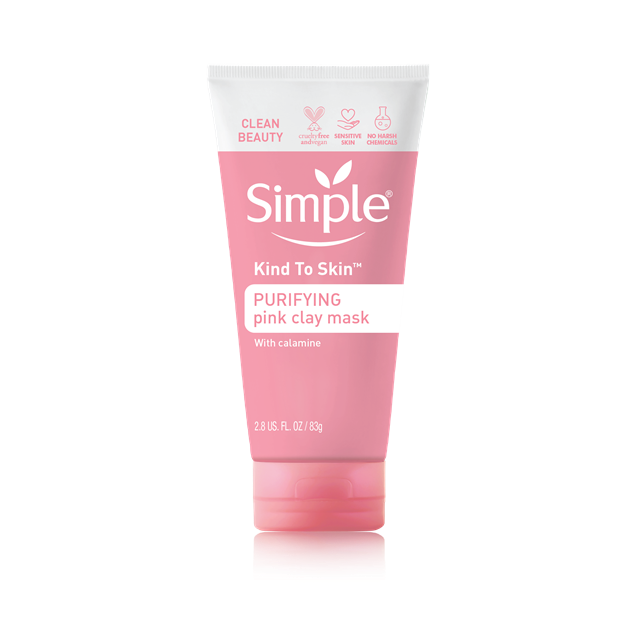 CLEAN
BEAUTY
crueltyfree
andvegan
SENSITIVE
SKIN
NO HARSH
CHEMICALS
Simple®
Kind To Skin™
PURIFYING
pink clay mask
With calamine
2.8 US. FL. OZ / 83g